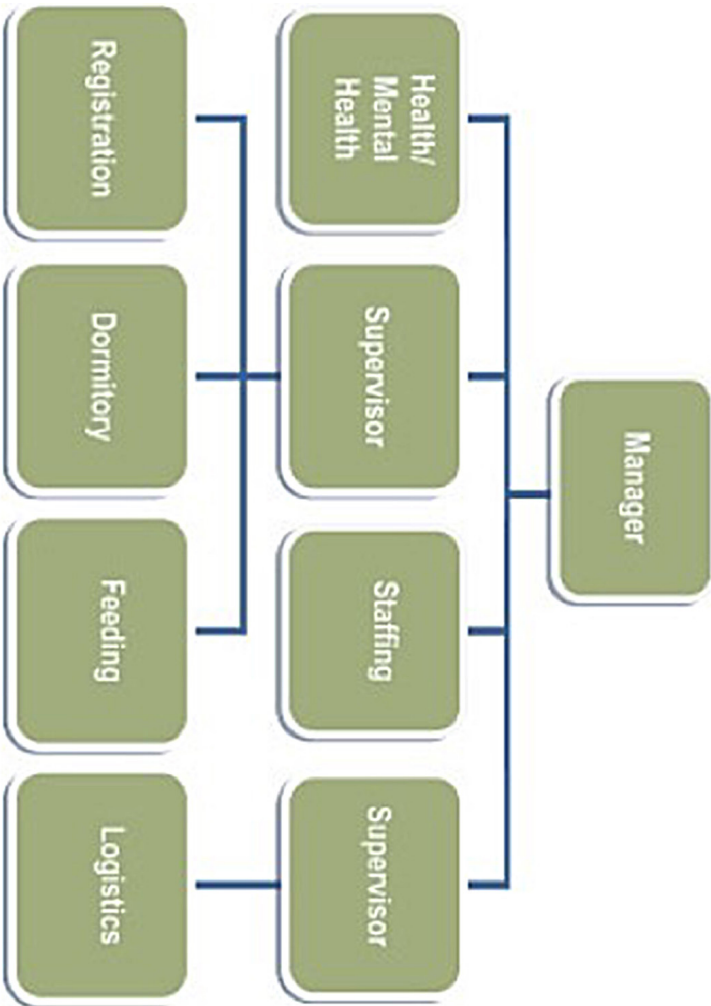 Manager
Health/
Mental
Health
Supervisor
Staffing
Supervisor
Registration
Dormitory
Feeding
Logistics